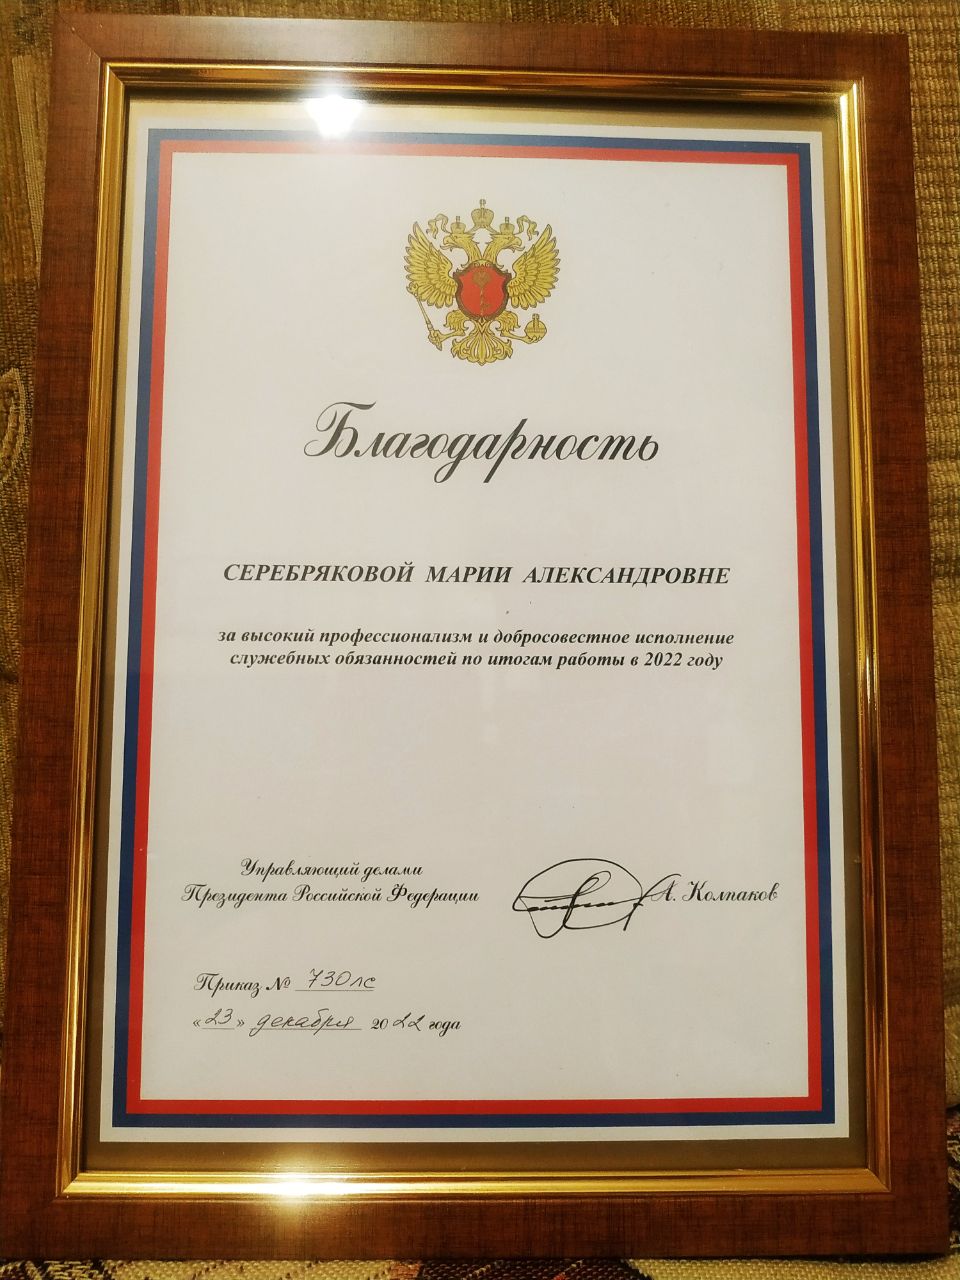 Благодарность
СЕРЕБРЯКОВОЙ МАРИИ АЛЕКСАНДРОВНЕ
за высокий профессионализм и добросовестное исполнение
служебных обязанностей по итогам работы в 2022 году
Управляющий делами
Президента Российской Федерации
А. Колпаков
Приказ № 730лс
«23» декабря 2022 года